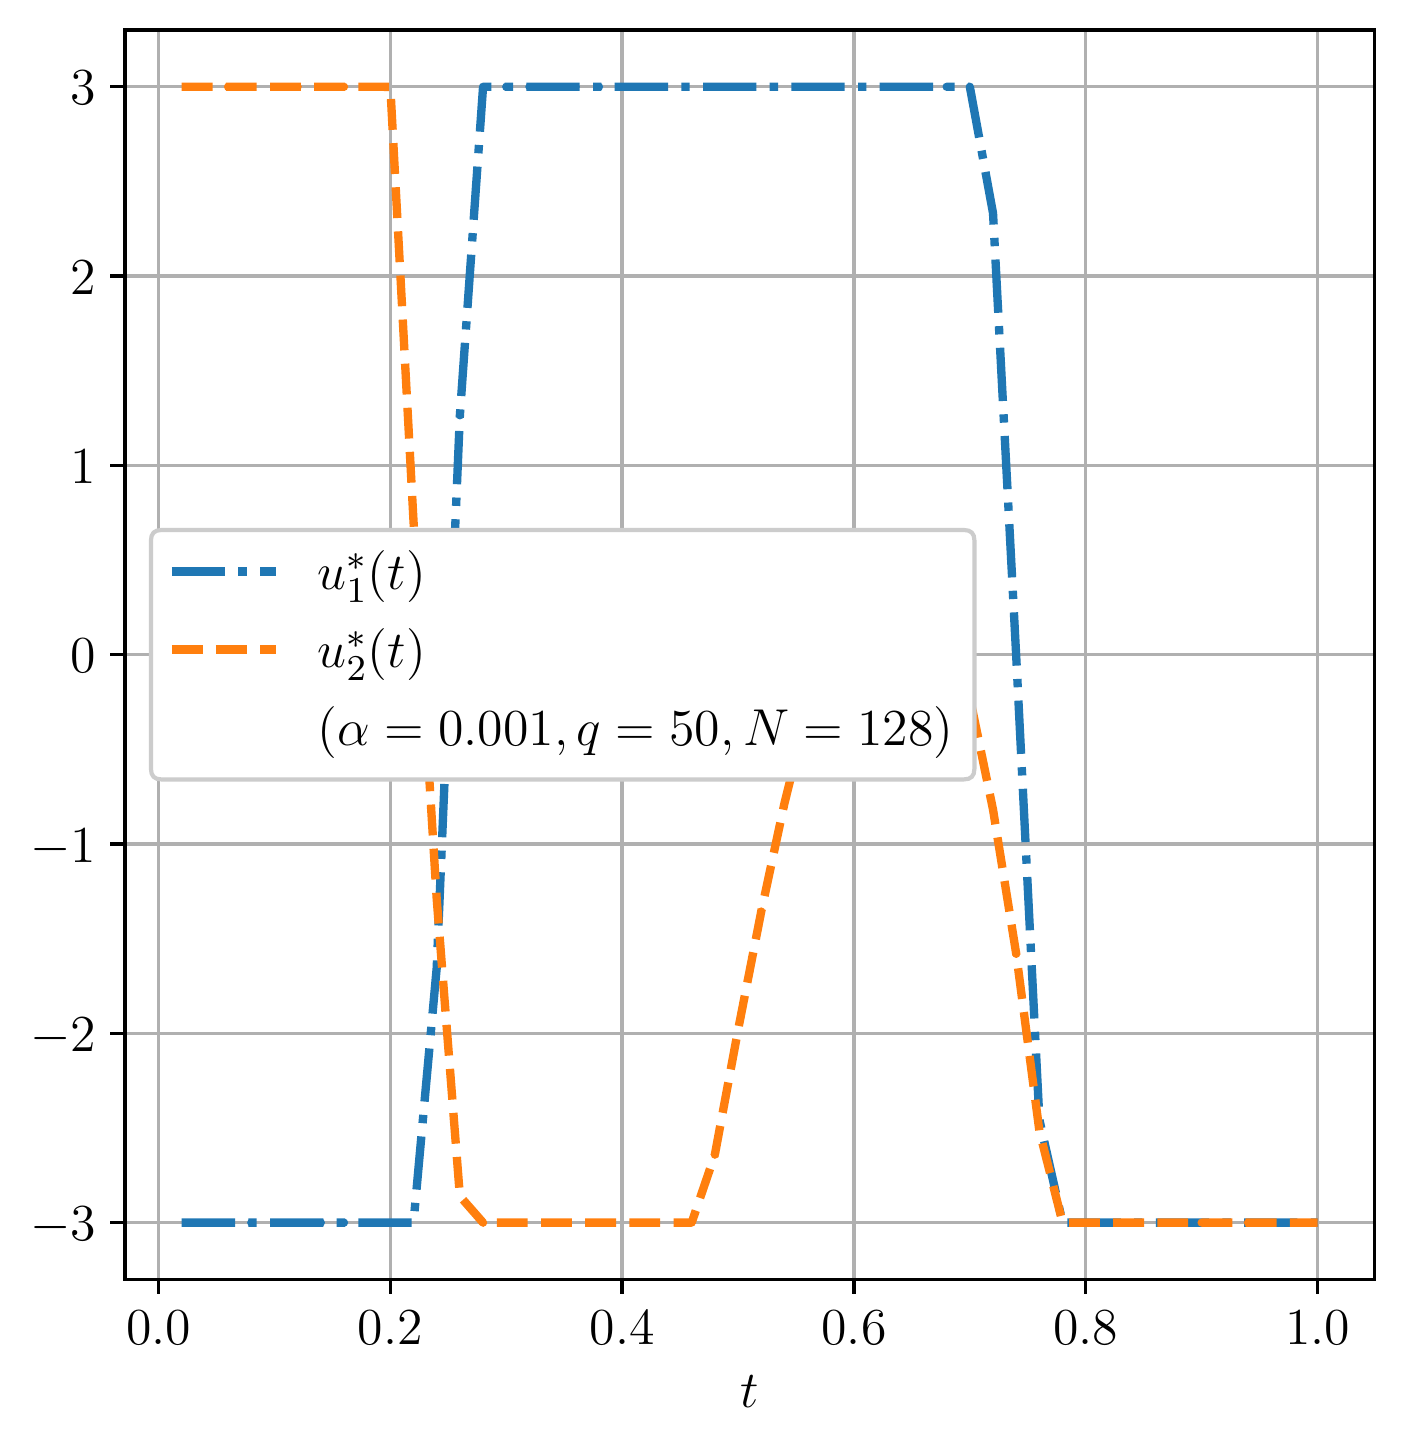 3
2
1
0
−1
−2
−3
u₁*(t)
u₂*(t)
(α = 0.001, q = 50, N = 128)
0.0 0.2 0.4 0.6 0.8 1.0
t